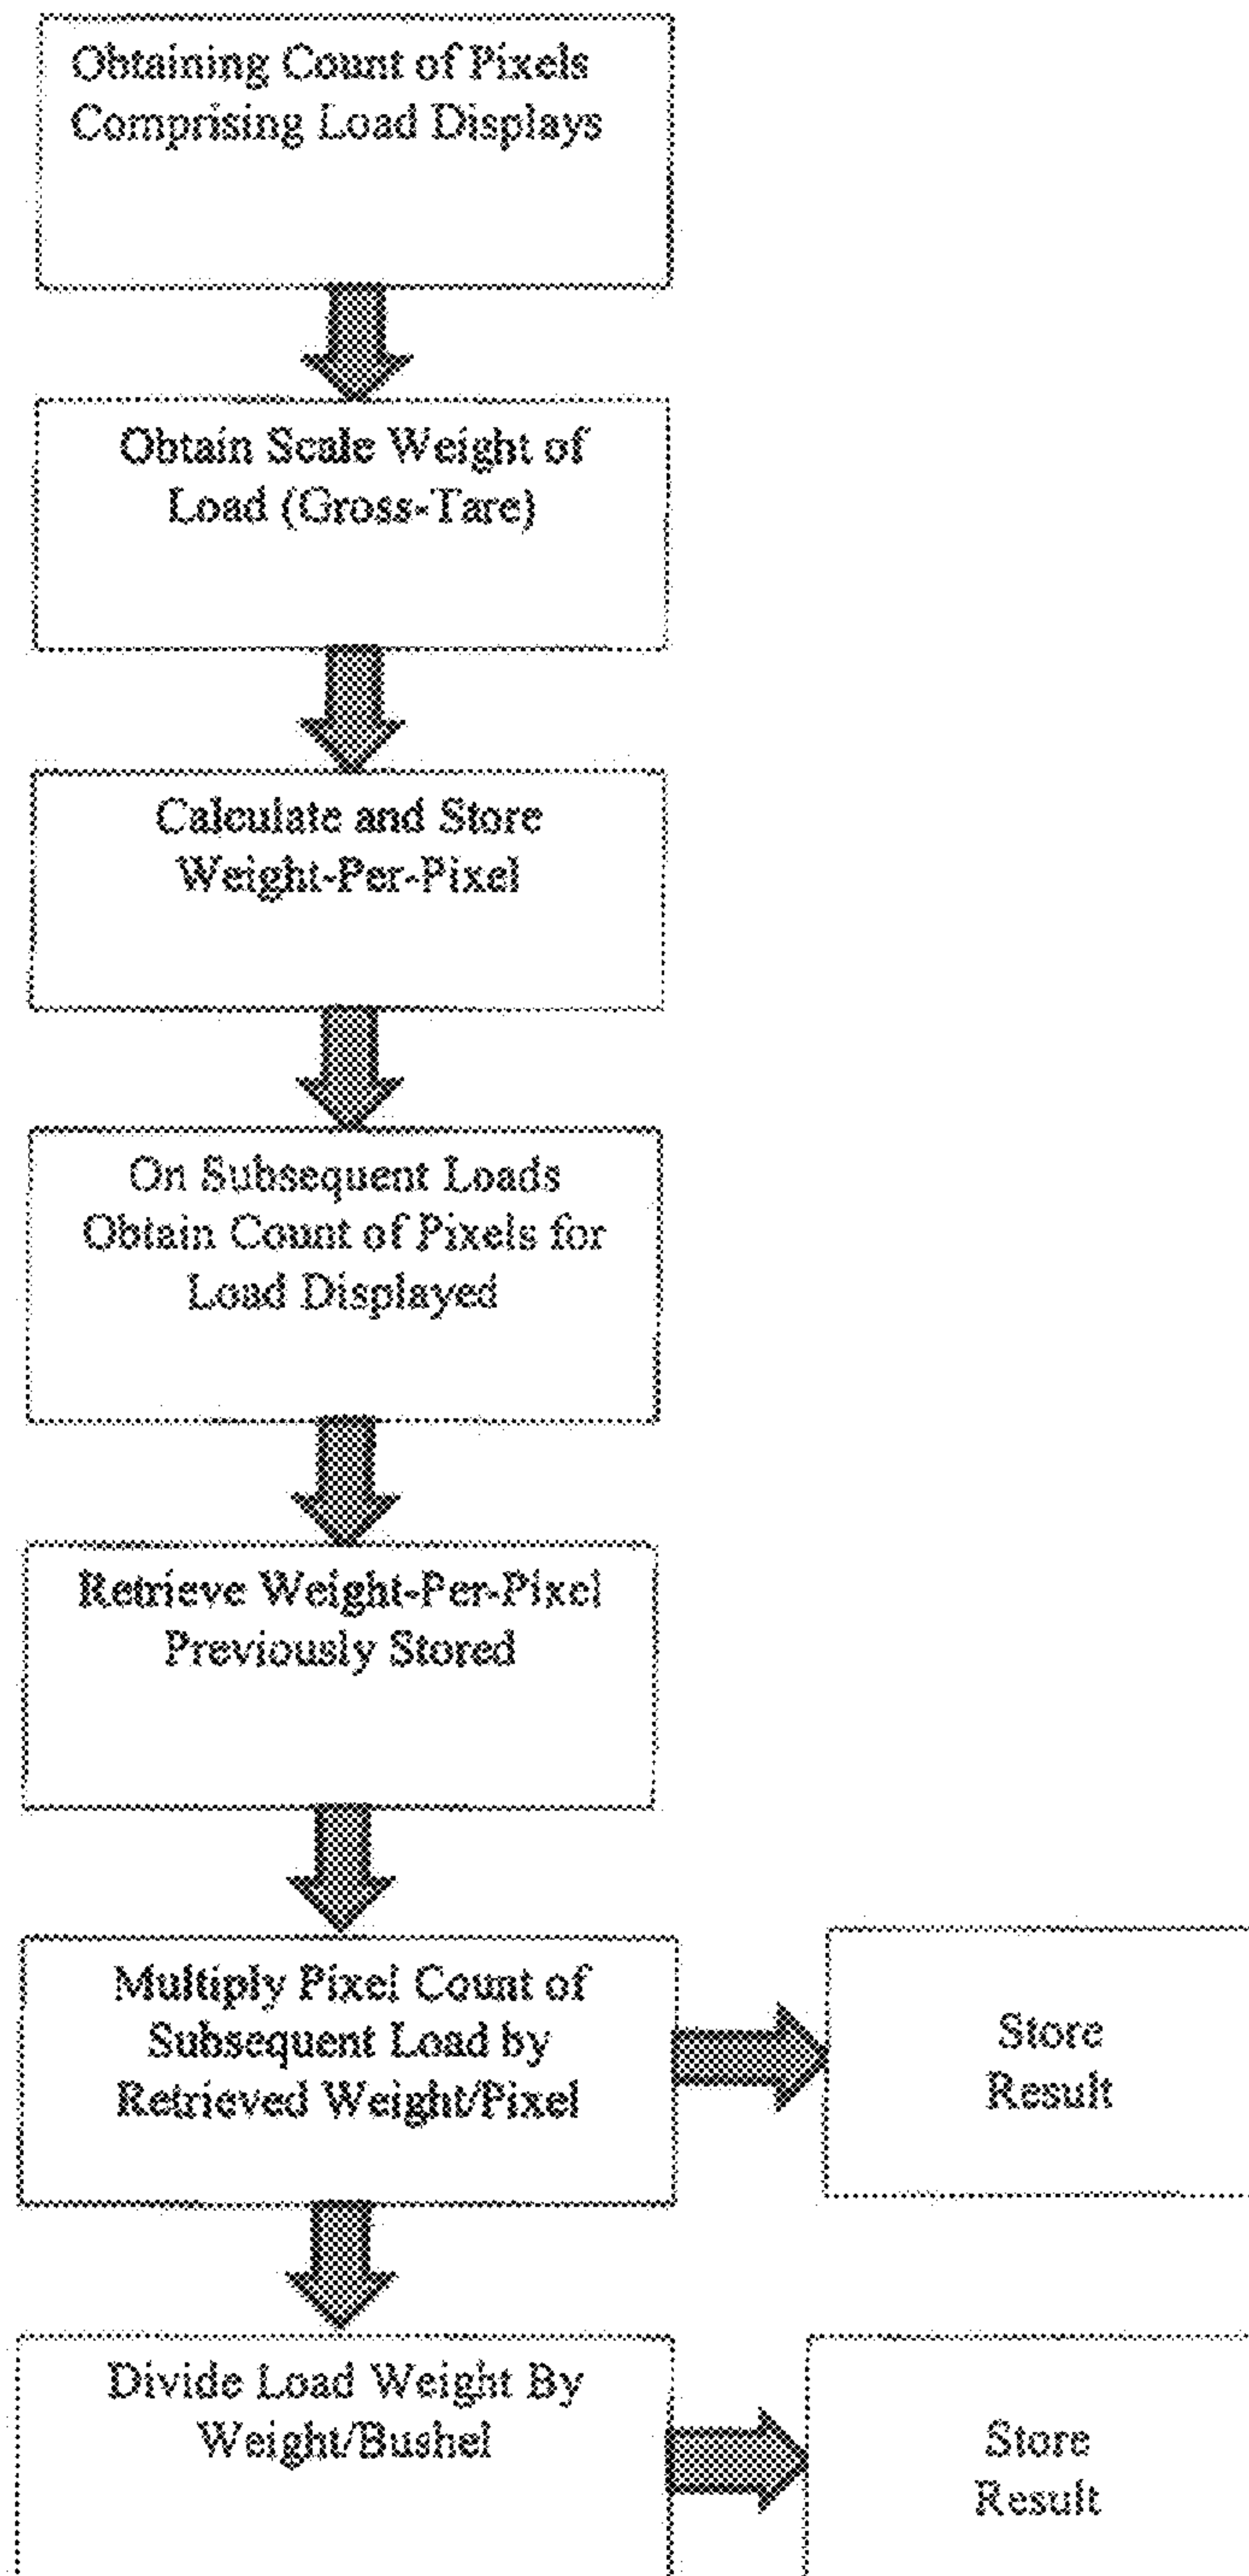 Obtaining Count of Pixels
Comprising Load Displays
Obtain Scale Weight of
Load (Gross-Tare)
Calculate and Store
Weight-Per-Pixel
On Subsequent Loads
Obtain Count of Pixels for
Load Displayed
Retrieve Weight-Per-Pixel
Previously Stored
Multiply Pixel Count of
Subsequent Load by
Retrieved Weight/Pixel
Store
Result
Divide Load Weight By
Weight/Bushel
Store
Result